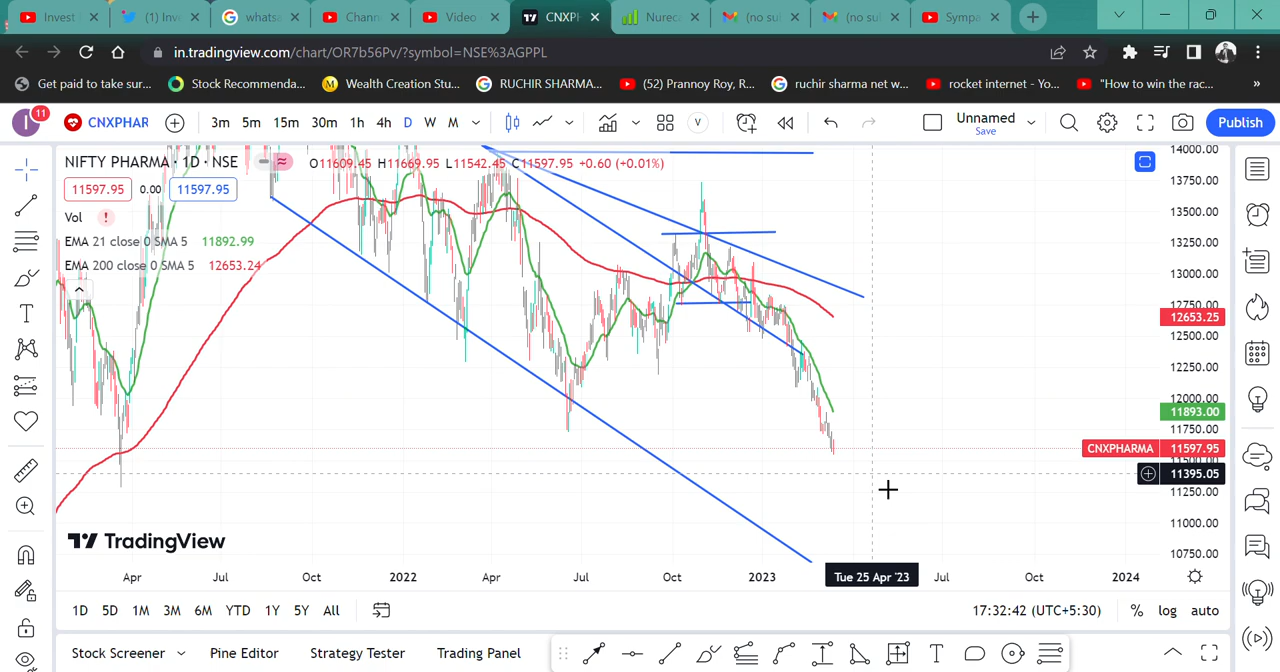 Invest
(1) Inv
whatsa
Chann
Video
CNXPH
Nurec
(no su
(no su
Sympa
in.tradingview.com/chart/OR7b56Pv/?symbol=NSE%3AGPPL
Get paid to take sur...
Stock Recommenda...
Wealth Creation Stu...
RUCHIR SHARMA...
(52) Prannoy Roy, R...
ruchir sharma net w...
rocket internet - Yo...
"How to win the rac...
»
I
11
CNXPHAR
3m
5m
15m
30m
1h
4h
D
W
M
V
Unnamed
Save
Publish
NIFTY PHARMA · 1D · NSE
O11609.45 H11669.95 L11542.45 C11597.95 +0.60 (+0.01%)
11597.95
0.00
11597.95
Vol
EMA 21 close 0 SMA 5 11892.99
EMA 200 close 0 SMA 5 12653.24
14000.00
13750.00
13500.00
13250.00
13000.00
12750.00
12653.25
12500.00
12250.00
12000.00
11893.00
11750.00
CNXPHARMA 11597.95
11500.00
11395.05
11250.00
11000.00
10750.00
TradingView
Apr
Jul
Oct
2022
Apr
Jul
Oct
2023
Tue 25 Apr '23
Jul
Oct
2024
1D
5D
1M
3M
6M
YTD
1Y
5Y
All
17:32:42 (UTC+5:30)
%
log
auto
Stock Screener
Pine Editor
Strategy Tester
Trading Panel